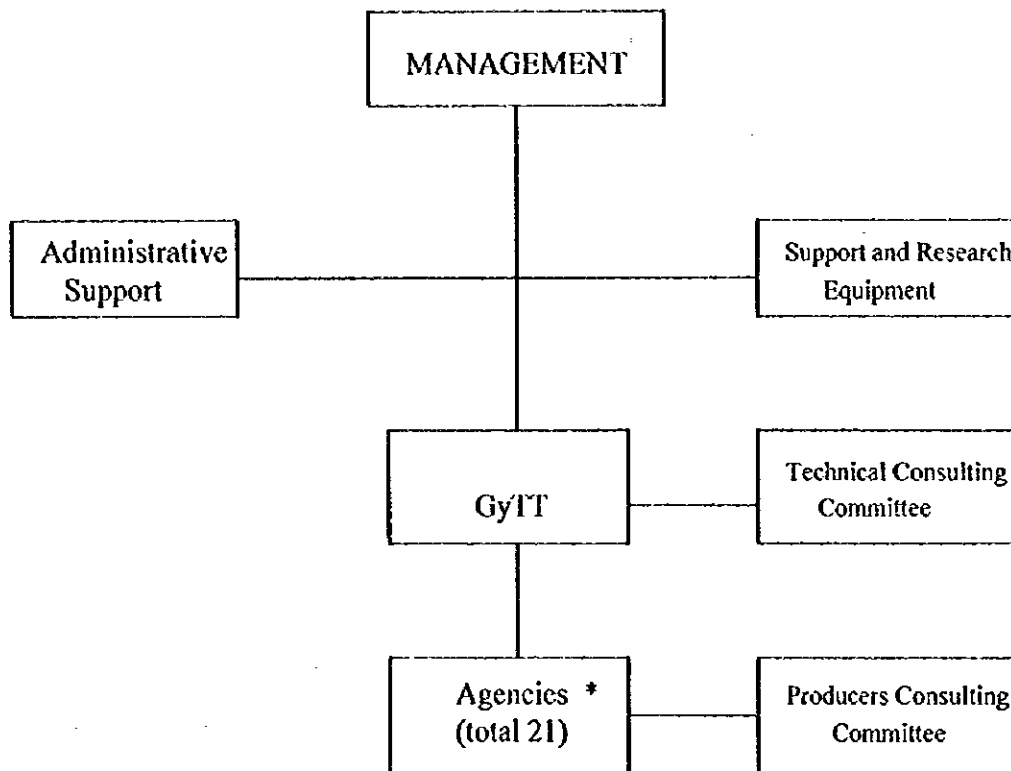 MANAGEMENT
Administrative
Support
Support and Research
Equipment
GyTT
Technical Consulting
Committee
Agencies *
(total 21)
Producers Consulting
Committee